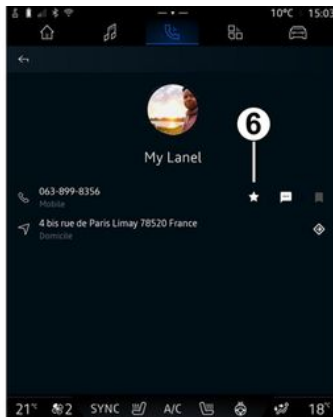 10°C 15:03
6
My Lanel
063-899-8356
Mobile
4 bis rue de Paris Limay 78520 France
Domicile
21°c 2 SYNC A/C 18°c